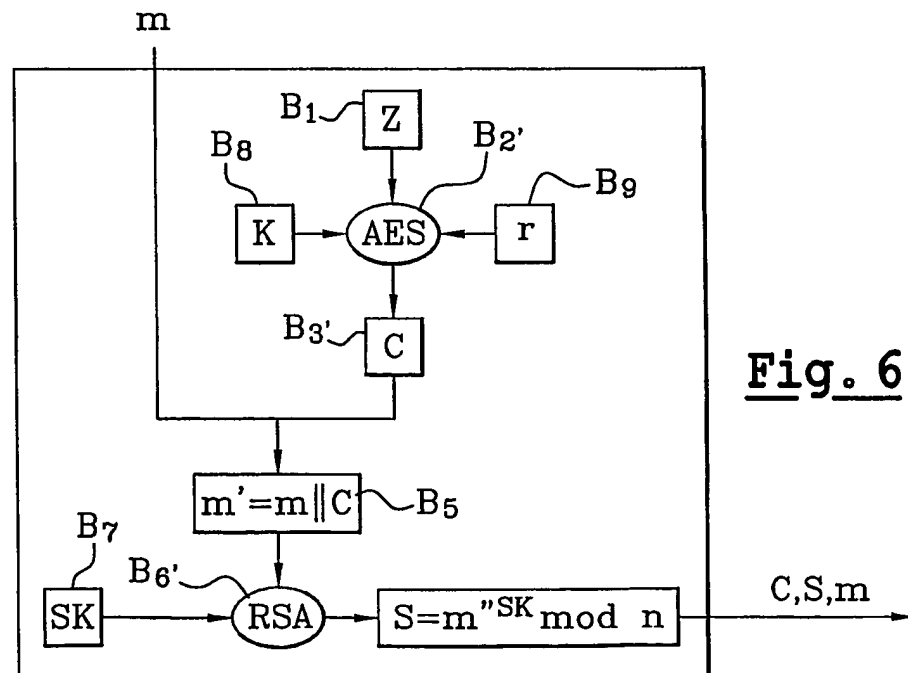 m
B1 Z
B8 B2' B9
K AES r
B3' C
Fig. 6
m'=m||C B5
B7 B6' C,S,m
SK RSA S=m"SK mod n